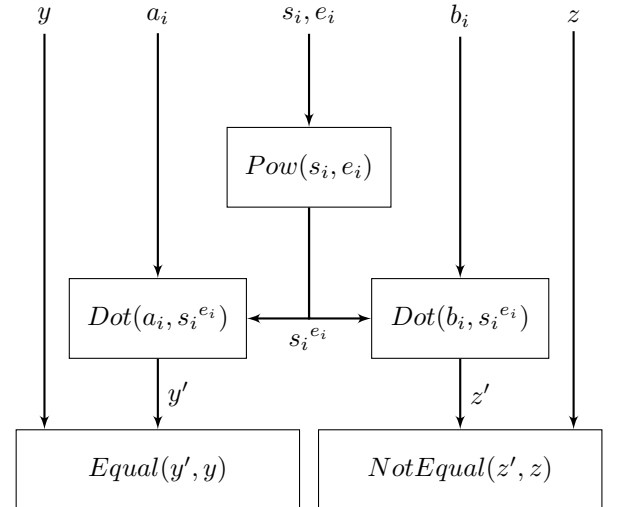 y a_i s_i, e_i b_i z
Pow(s_i, e_i)
Dot(a_i, s_i^{e_i}) Dot(b_i, s_i^{e_i})
s_i^{e_i}
y′ z′
Equal(y′, y) NotEqual(z′, z)